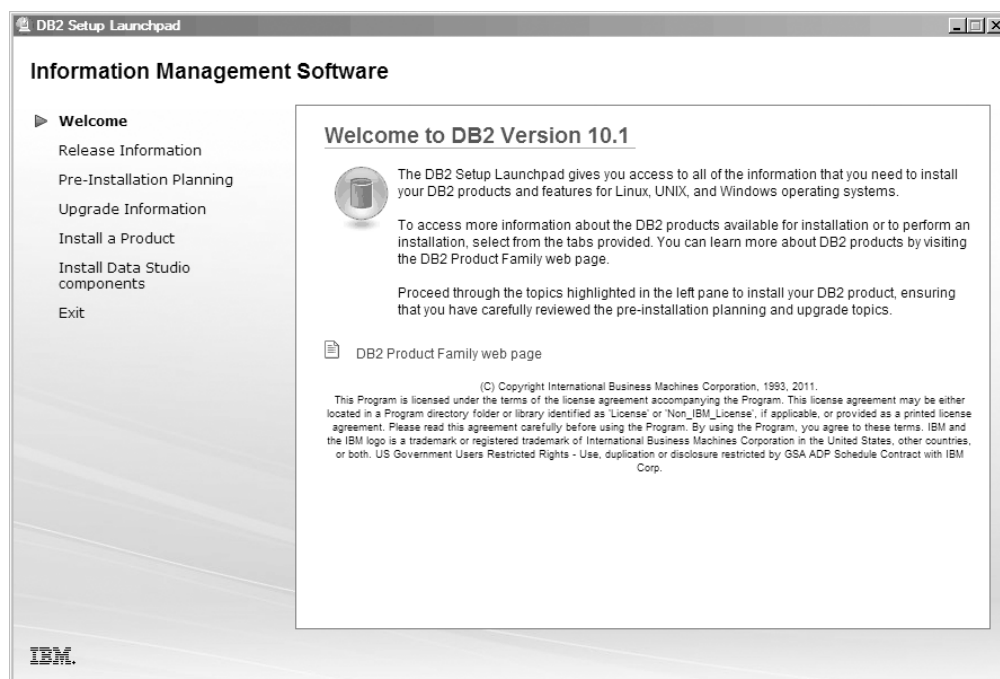 DB2 Setup Launchpad
Information Management Software
Welcome
Release Information
Pre-Installation Planning
Upgrade Information
Install a Product
Install Data Studio
components
Exit
Welcome to DB2 Version 10.1
The DB2 Setup Launchpad gives you access to all of the information that you need to install
your DB2 products and features for Linux, UNIX, and Windows operating systems.
To access more information about the DB2 products available for installation or to perform an
installation, select from the tabs provided. You can learn more about DB2 products by visiting
the DB2 Product Family web page.
Proceed through the topics highlighted in the left pane to install your DB2 product, ensuring
that you have carefully reviewed the pre-installation planning and upgrade topics.
DB2 Product Family web page
(C) Copyright International Business Machines Corporation, 1993, 2011.
This Program is licensed under the terms of the license agreement accompanying the Program. This license agreement may be either
located in a Program directory folder or library identified as 'License' or 'Non_IBM_License', if applicable, or provided as a printed license
agreement. Please read this agreement carefully before using the Program. By using the Program, you agree to these terms. IBM and
the IBM logo is a trademark or registered trademark of International Business Machines Corporation in the United States, other countries,
or both. US Government Users Restricted Rights - Use, duplication or disclosure restricted by GSA ADP Schedule Contract with IBM
Corp.
IBM.